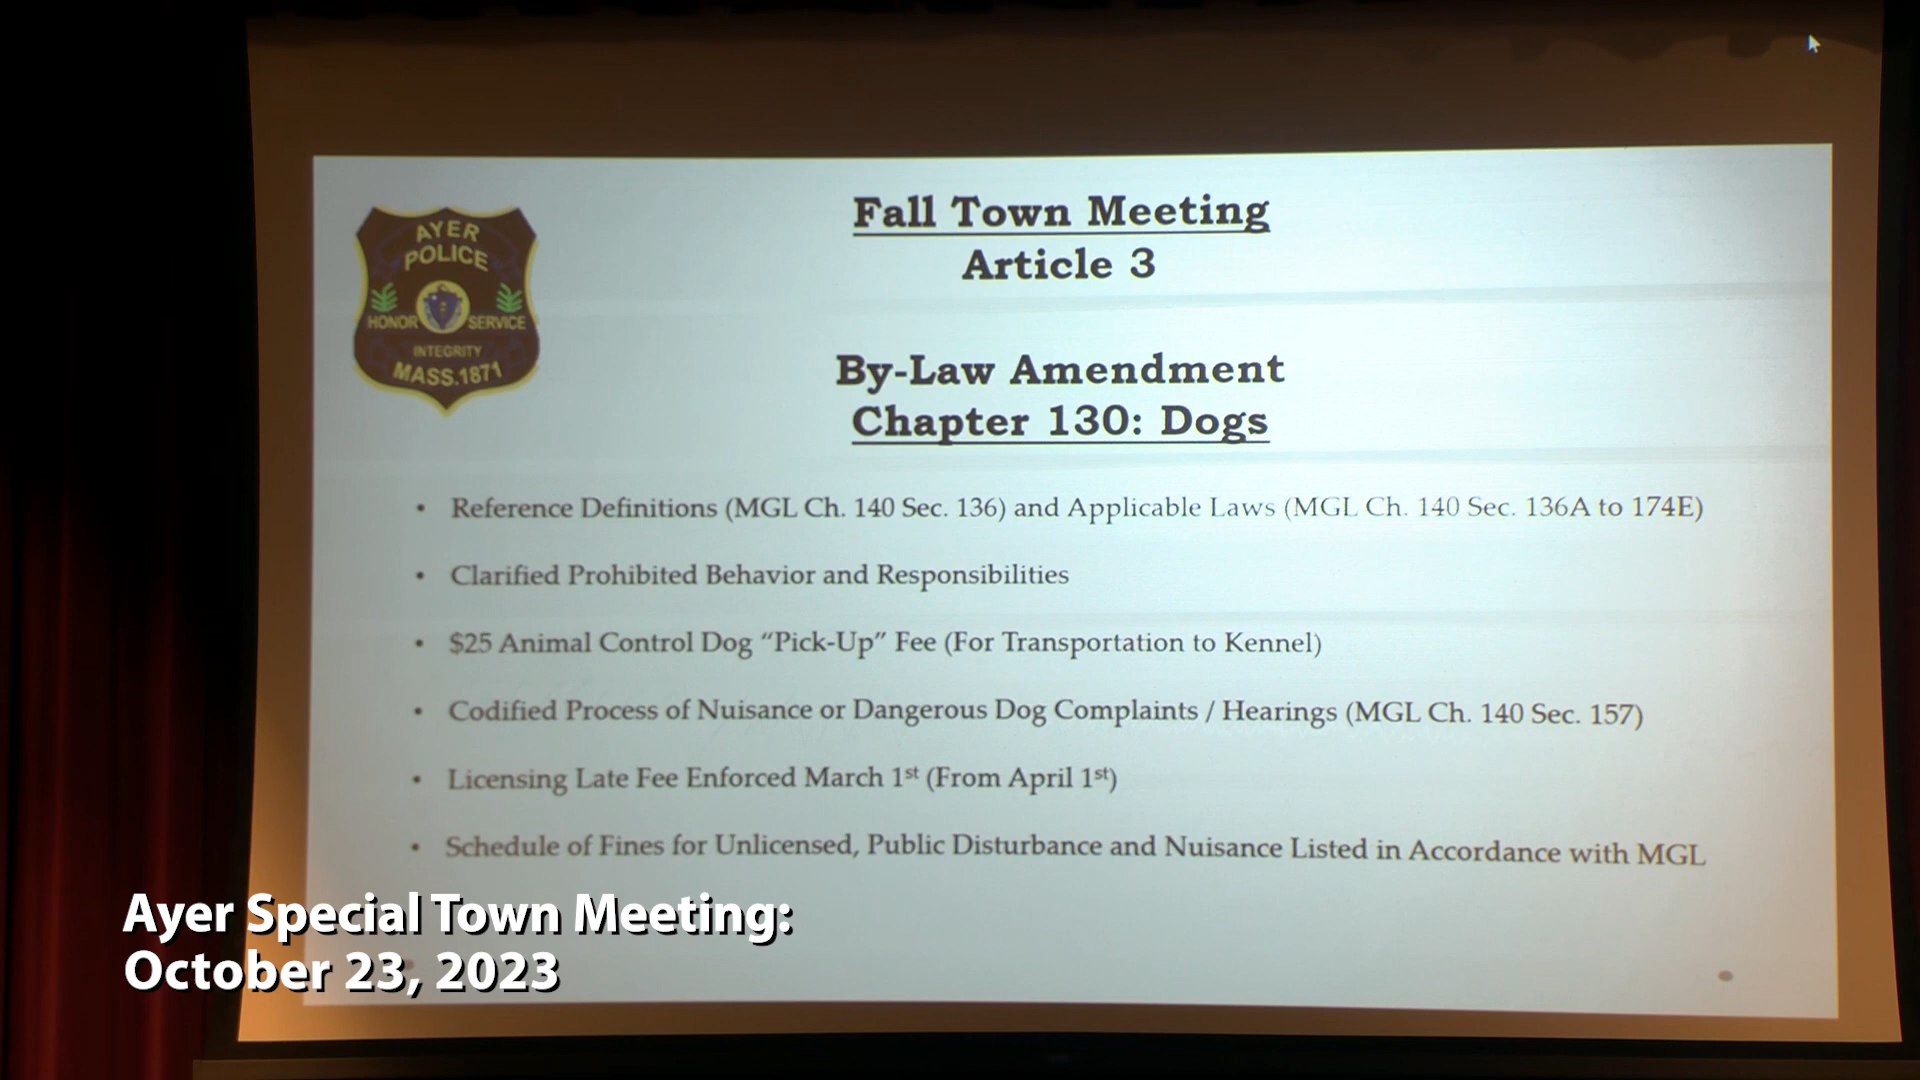 AYER
POLICE
HONOR SERVICE
INTEGRITY
MASS.1871
Fall Town Meeting
Article 3
By-Law Amendment
Chapter 130: Dogs
• Reference Definitions (MGL Ch. 140 Sec. 136) and Applicable Laws (MGL Ch. 140 Sec. 136A to 174E)
• Clarified Prohibited Behavior and Responsibilities
• $25 Animal Control Dog “Pick-Up” Fee (For Transportation to Kennel)
• Codified Process of Nuisance or Dangerous Dog Complaints / Hearings (MGL Ch. 140 Sec. 157)
• Licensing Late Fee Enforced March 1st (From April 1st)
• Schedule of Fines for Unlicensed, Public Disturbance and Nuisance Listed in Accordance with MGL
Ayer Special Town Meeting:
October 23, 2023